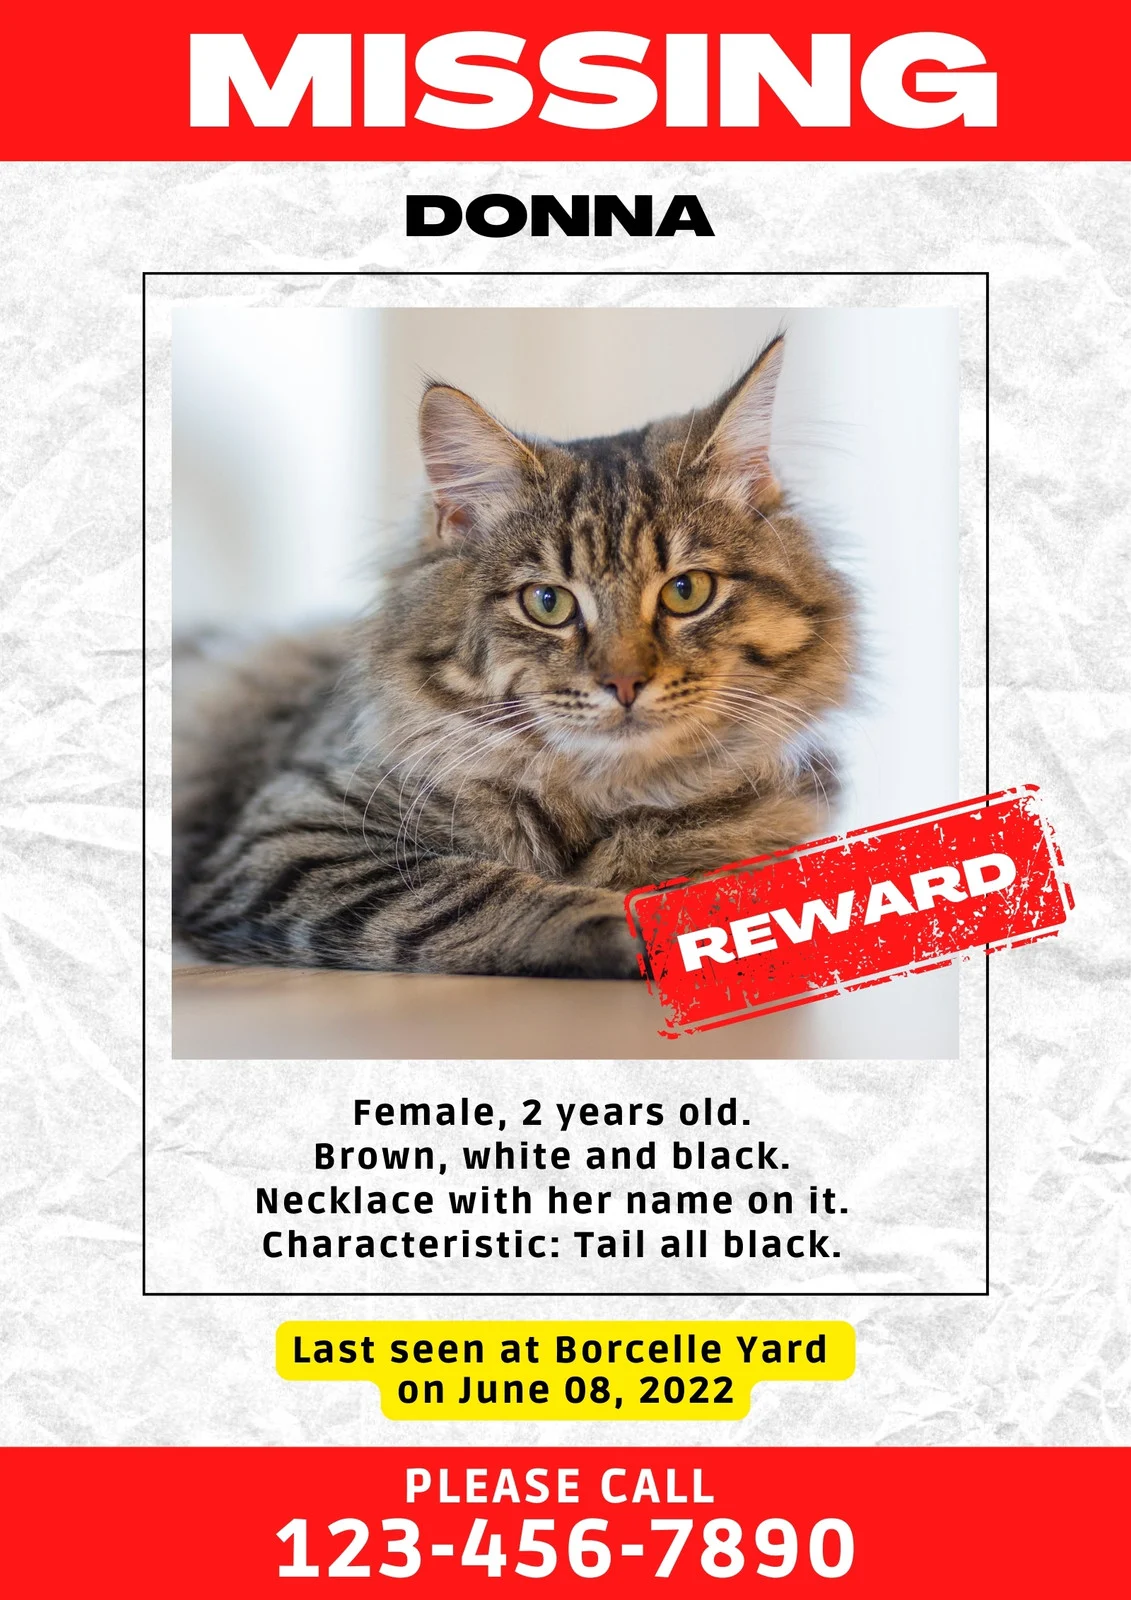 MISSING
DONNA
REWARD
Female, 2 years old.
Brown, white and black.
Necklace with her name on it.
Characteristic: Tail all black.
Last seen at Borcelle Yard
on June 08, 2022
PLEASE CALL
123-456-7890